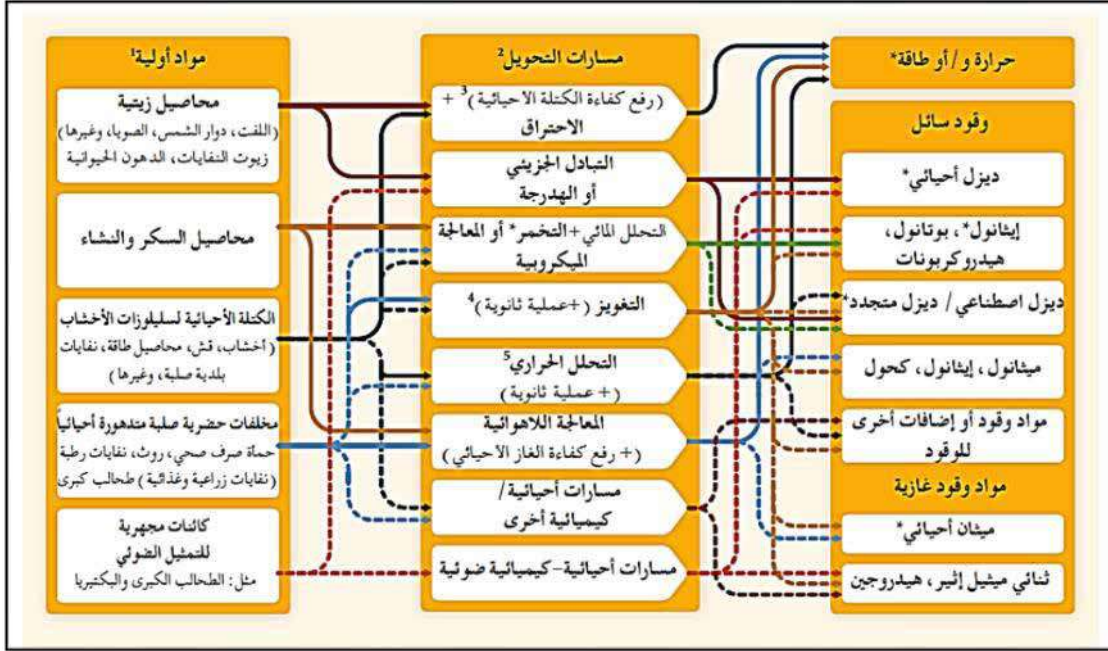 مواد أولية¹
محاصيل زيتية
(اللفت، دوار الشمس، الصويا، وغيرها)
زيوت النفايات، الدهون الحيوانية
محاصيل السكر والنشاء
الكتلة الأحيائية لسليلوزات الأخشاب
(أخشاب، قش، محاصيل طاقة، نفايات
بلدية صلبة، وغيرها)
مخلفات حضرية صلبة متدهورة أحيائياً
حمأة صرف صحي، روث، نفايات رطبة
(نفايات زراعية وغذائية) طحالب كبرى
كائنات مجهرية
للتمثيل الضوئي
مثل: الطحالب الكبرى والبكتيريا
مسارات التحويل²
(رفع كفاءة الكتلة الاحيائية)³ +
الاحتراق
التبادل الجزيئي
أو الهدرجة
التحلل المائي+التخمر* أو المعالجة
الميكروبية
التغويز (+عملية ثانوية)⁴
التحلل الحراري⁵
(+ عملية ثانوية)
المعالجة اللاهوائية
(+ رفع كفاءة الغاز الاحيائي)
مسارات أحيائية/
كيميائية أخرى
مسارات أحيائية-كيميائية ضوئية
حرارة و/أو طاقة*
وقود سائل
ديزل أحيائي*
إيثانول*، بوتانول،
هيدروكربونات
ديزل اصطناعي/ ديزل متجدد*
ميثانول، إيثانول، كحول
مواد وقود أو إضافات أخرى
للوقود
مواد وقود غازية
ميثان أحيائي*
ثنائي ميثيل إثير، هيدروجين